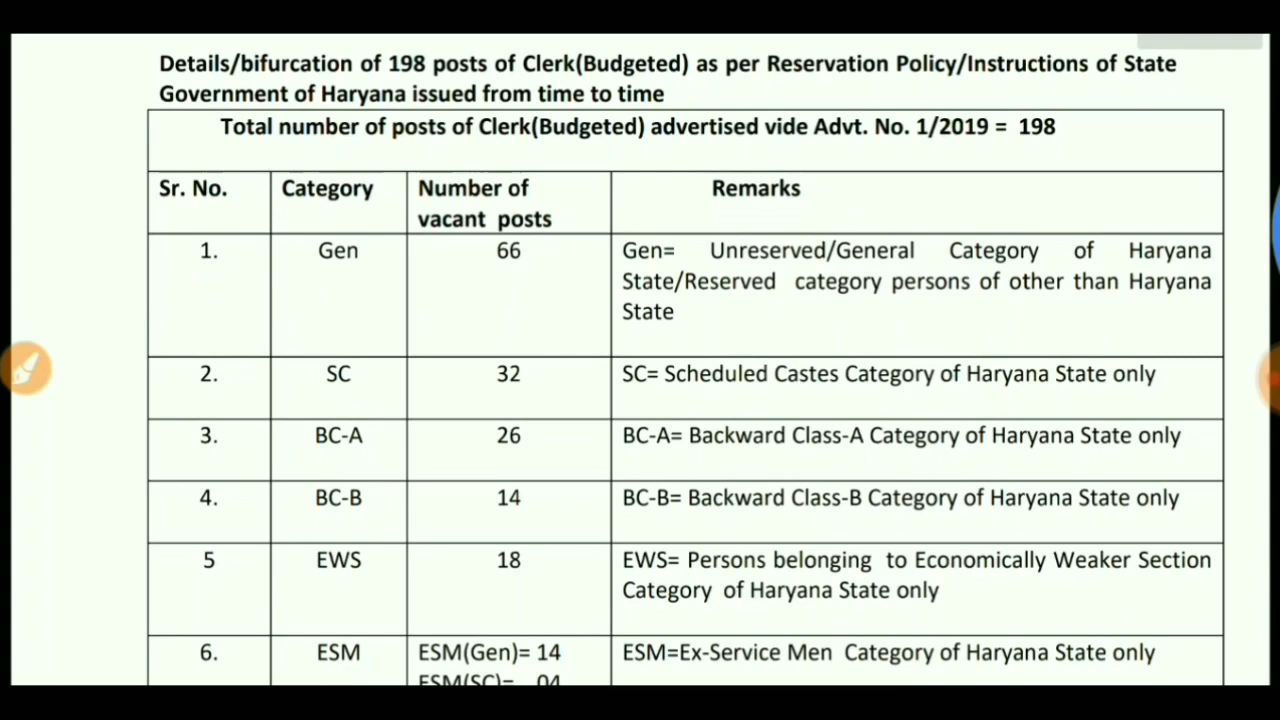 Details/bifurcation of 198 posts of Clerk(Budgeted) as per Reservation Policy/Instructions of State
Government of Haryana issued from time to time
Total number of posts of Clerk(Budgeted) advertised vide Advt. No. 1/2019 = 198
Sr. No. Category Number of vacant posts Remarks
1. Gen 66 Gen= Unreserved/General Category of Haryana
State/Reserved category persons of other than Haryana
State
2. SC 32 SC= Scheduled Castes Category of Haryana State only
3. BC-A 26 BC-A= Backward Class-A Category of Haryana State only
4. BC-B 14 BC-B= Backward Class-B Category of Haryana State only
5 EWS 18 EWS= Persons belonging to Economically Weaker Section
Category of Haryana State only
6. ESM ESM(Gen)= 14 ESM=Ex-Service Men Category of Haryana State only
ESM(SC)= 04